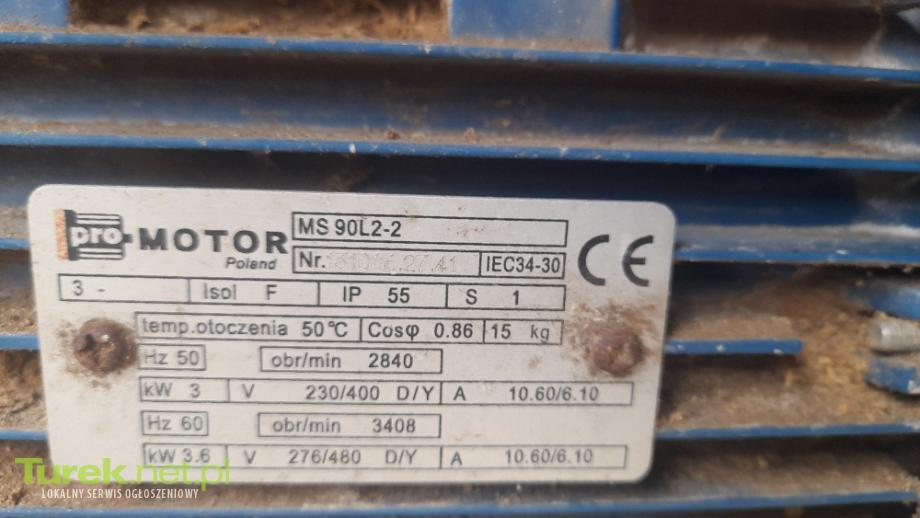 pro-MOTOR
Poland
MS 90L2-2
Nr. IEC34-30
CE
3 - Isol F IP 55 S 1
temp.otoczenia 50°C Cosφ 0.86 15 kg
Hz 50 obr/min 2840
kW 3 V 230/400 D/Y A 10.60/6.10
Hz 60 obr/min 3408
kW 3.6 V 276/480 D/Y A 10.60/6.10
Turek.net.pl
LOKALNY SERWIS OGŁOSZENIOWY